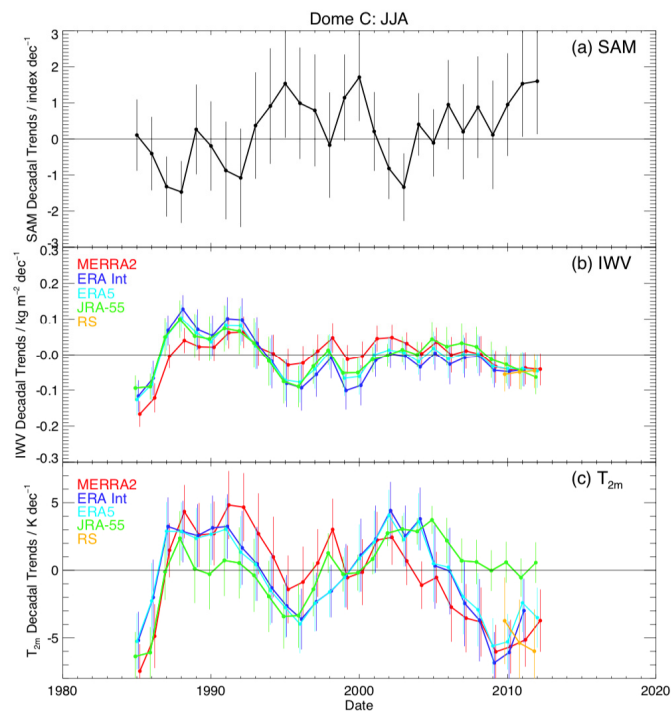 Dome C: JJA
(a) SAM
SAM Decadal Trends / index dec⁻¹
3
2
1
0
-1
-2
-3
(b) IWV
MERRA2
ERA Int
ERA5
JRA-55
RS
IWV Decadal Trends / kg m⁻² dec⁻¹
0.3
0.2
0.1
-0.0
-0.1
-0.2
-0.3
(c) T₂ₘ
MERRA2
ERA Int
ERA5
JRA-55
RS
T₂ₘ Decadal Trends / K dec⁻¹
5
0
-5
1980
1990
2000
2010
2020
Date